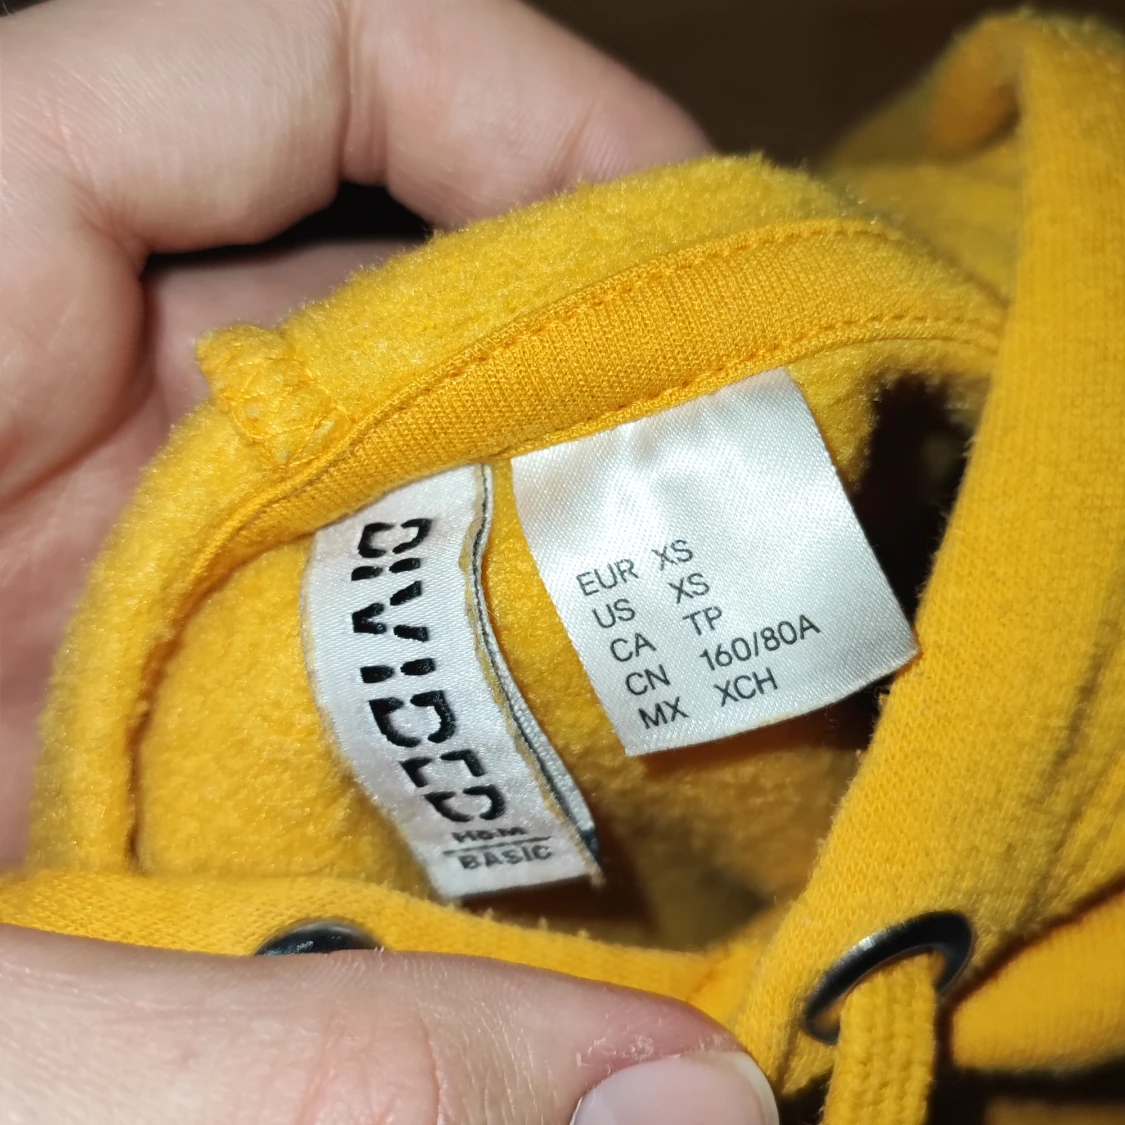 DIVIDED
H&M
BASIC
EUR XS
US XS
CA TP
CN 160/80A
MX XCH